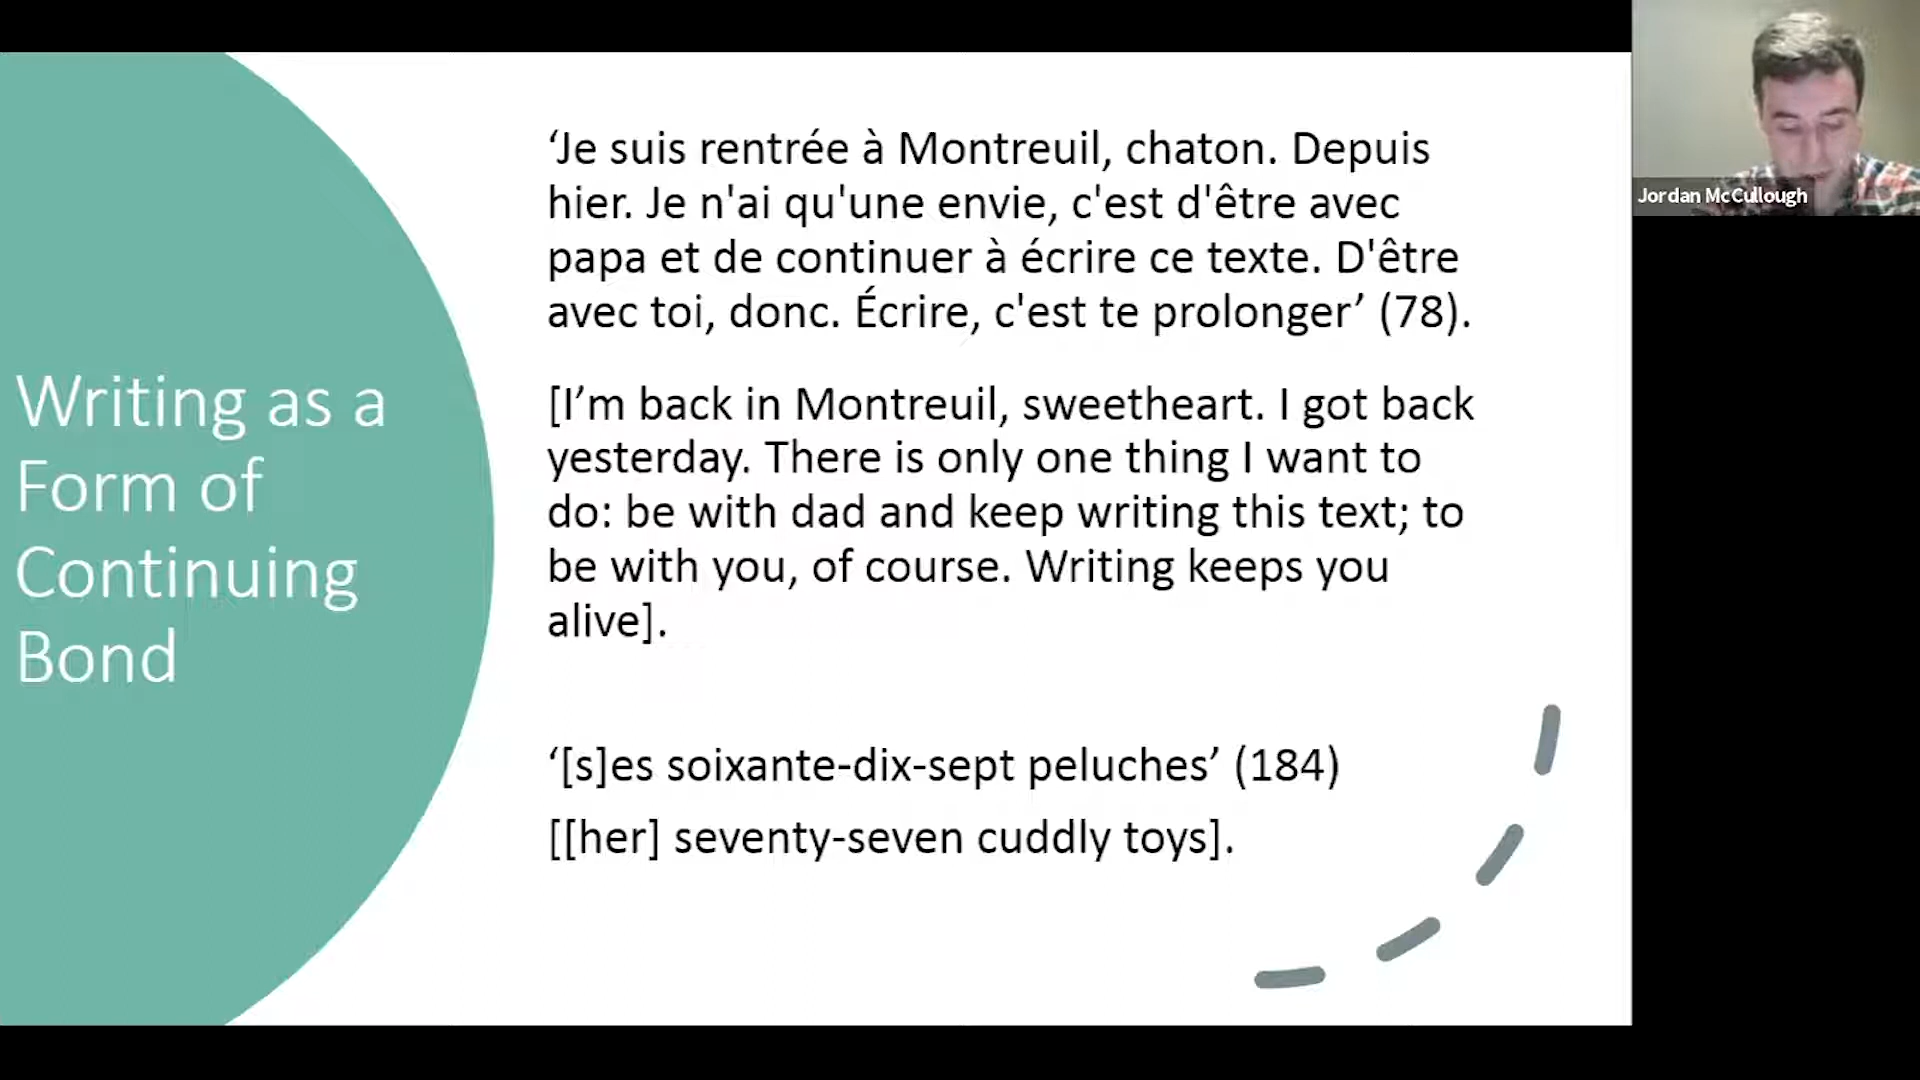 Writing as a
Form of
Continuing
Bond
‘Je suis rentrée à Montreuil, chaton. Depuis
hier. Je n'ai qu'une envie, c'est d'être avec
papa et de continuer à écrire ce texte. D'être
avec toi, donc. Écrire, c'est te prolonger’ (78).
[I’m back in Montreuil, sweetheart. I got back
yesterday. There is only one thing I want to
do: be with dad and keep writing this text; to
be with you, of course. Writing keeps you
alive].
‘[s]es soixante-dix-sept peluches’ (184)
[[her] seventy-seven cuddly toys].
Jordan McCullough